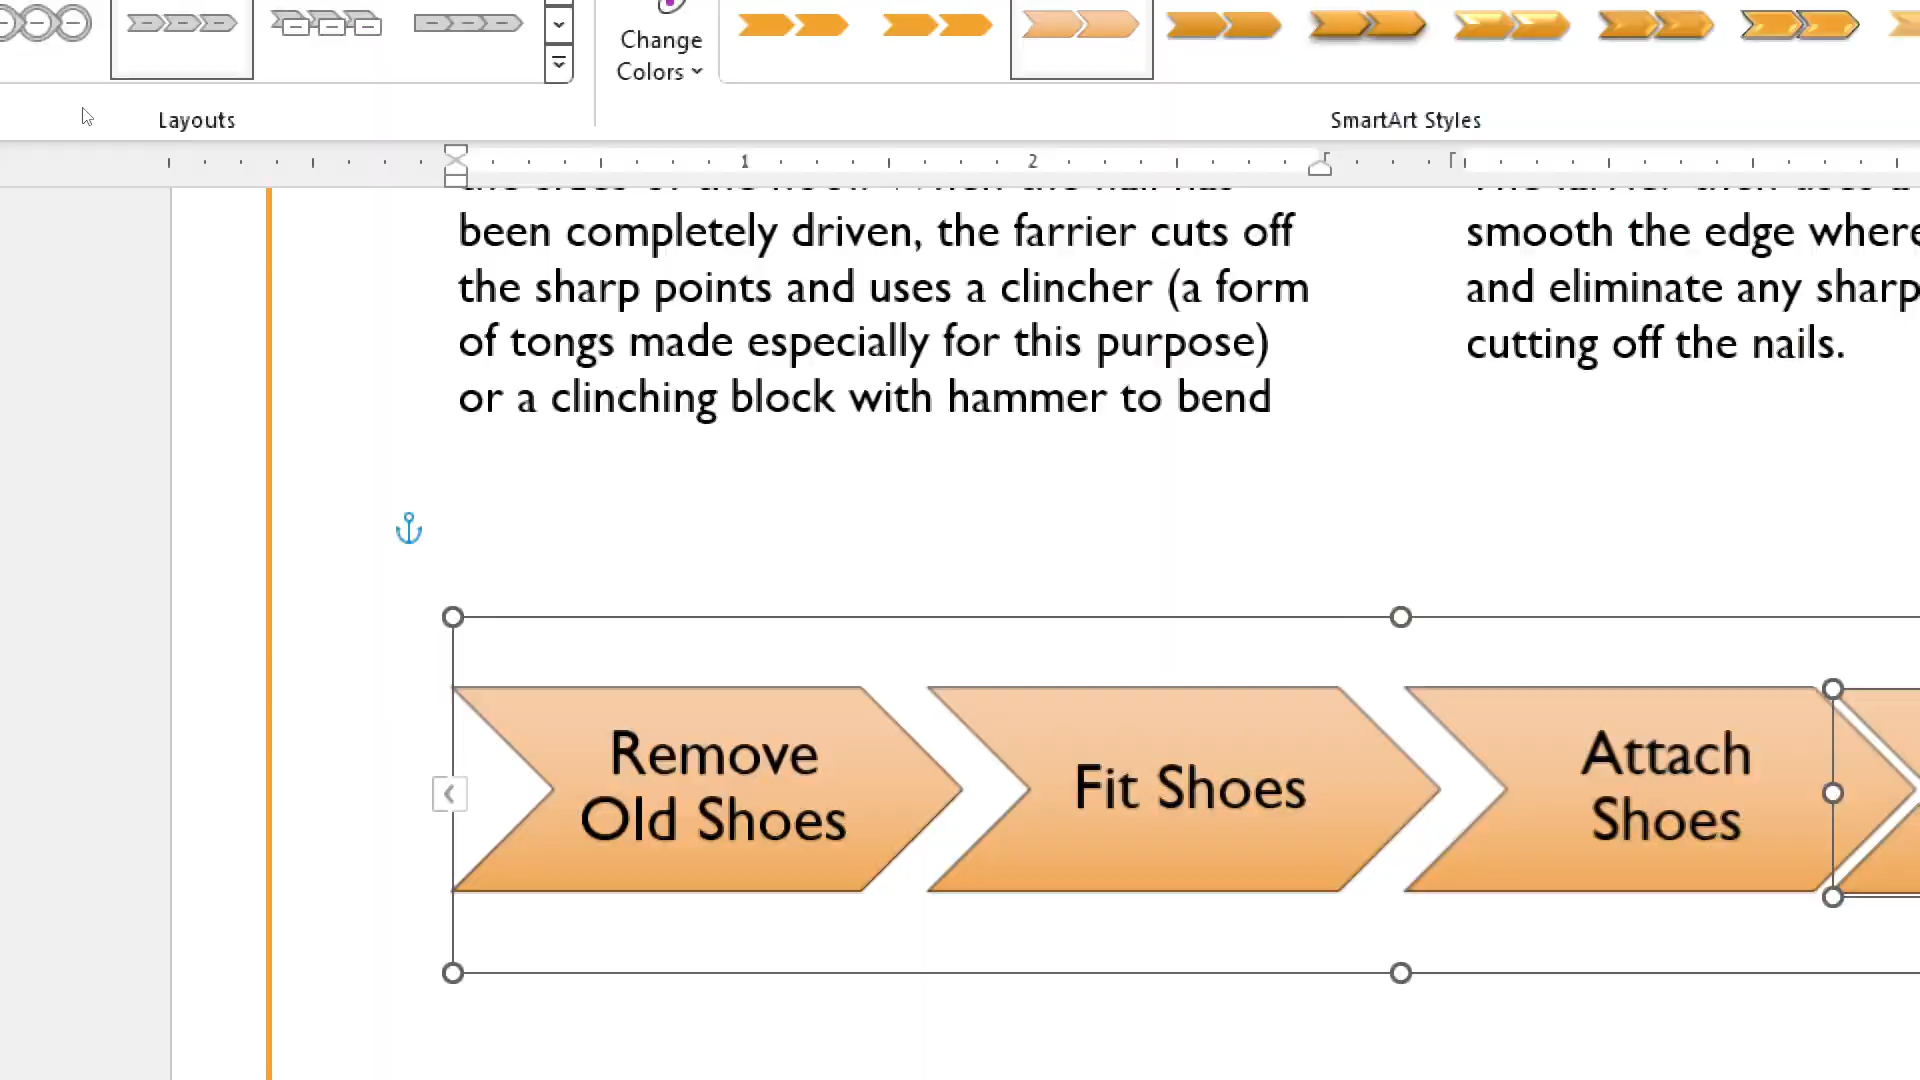 Change
Colors
Layouts
SmartArt Styles
1
2
been completely driven, the farrier cuts off
the sharp points and uses a clincher (a form
of tongs made especially for this purpose)
or a clinching block with hammer to bend
smooth the edge where
and eliminate any sharp
cutting off the nails.
Remove
Old Shoes
Fit Shoes
Attach
Shoes